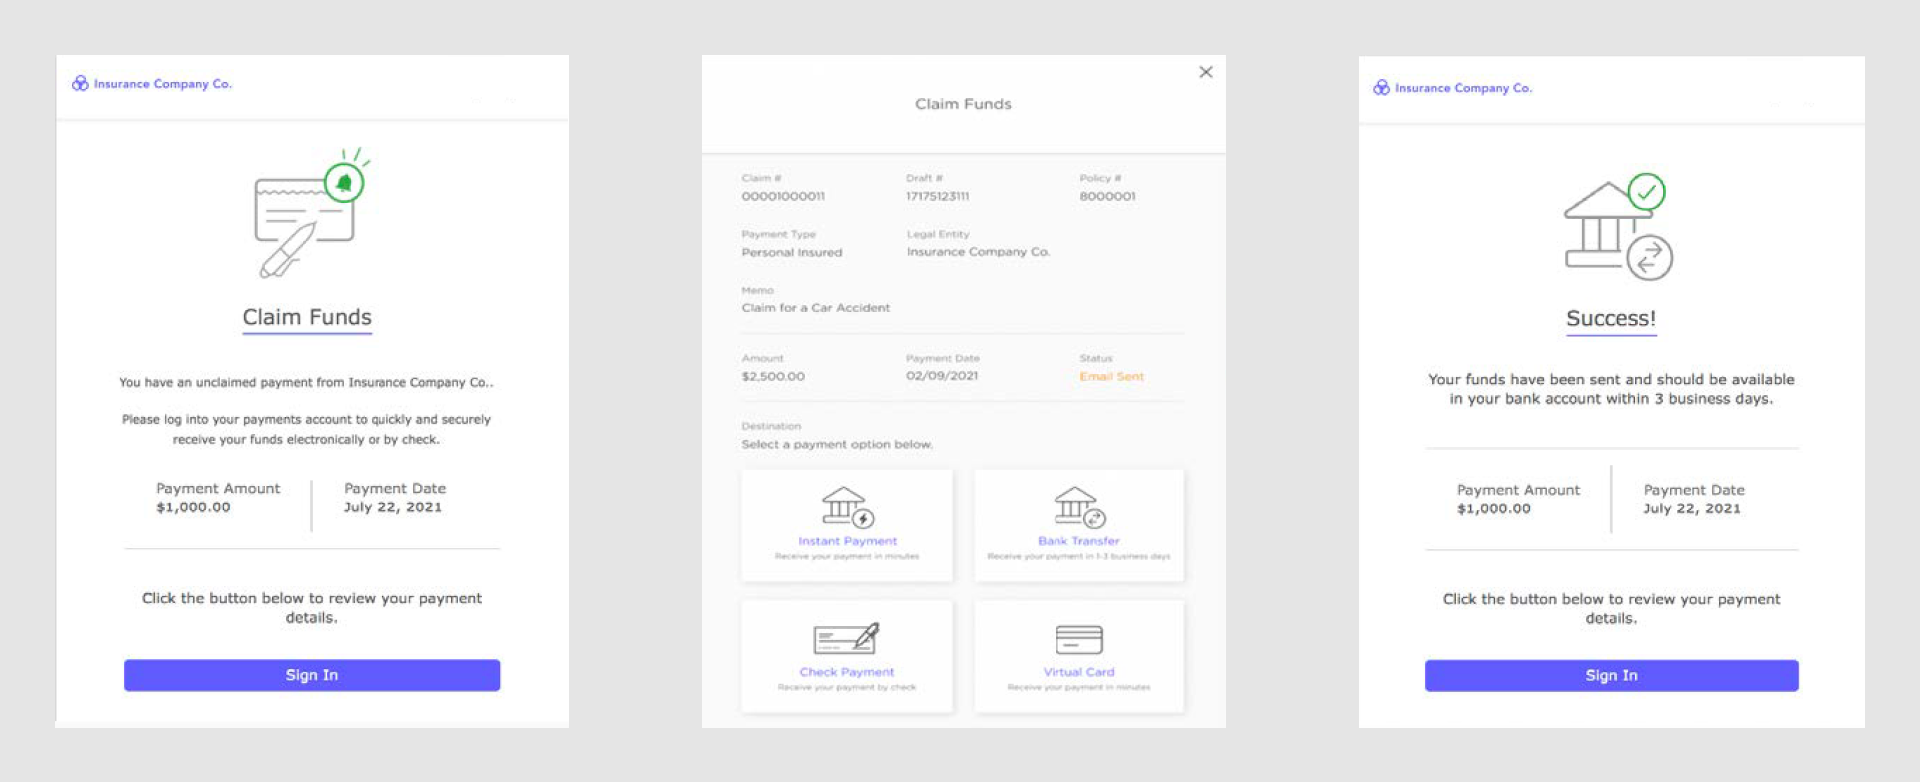 Insurance Company Co.
Claim Funds
You have an unclaimed payment from Insurance Company Co..
Please log into your payments account to quickly and securely
receive your funds electronically or by check.
Payment Amount
$1,000.00
Payment Date
July 22, 2021
Click the button below to review your payment
details.
Sign In
Claim Funds
Claim #
00001000011
Draft #
17175123111
Policy #
8000001
Payment Type
Personal Insured
Legal Entity
Insurance Company Co.
Memo
Claim for a Car Accident
Amount
$2,500.00
Payment Date
02/09/2021
Status
Email Sent
Destination
Select a payment option below.
Instant Payment
Receive your payment in minutes
Bank Transfer
Receive your payment in 1-3 business days
Check Payment
Receive your payment by check
Virtual Card
Receive your payment in minutes
Insurance Company Co.
Success!
Your funds have been sent and should be available
in your bank account within 3 business days.
Payment Amount
$1,000.00
Payment Date
July 22, 2021
Click the button below to review your payment
details.
Sign In